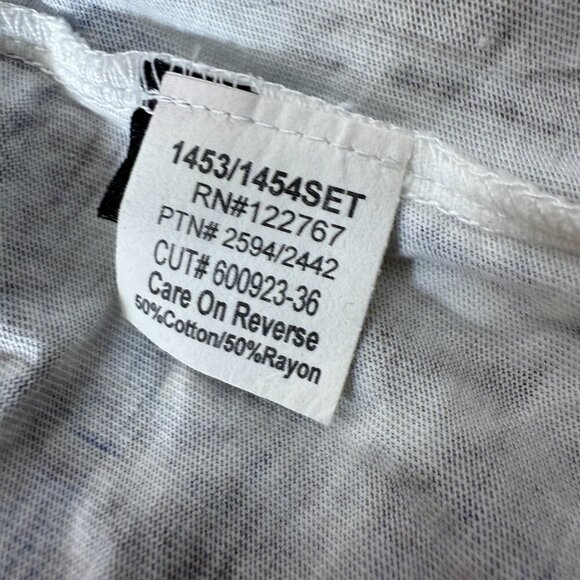 1453/1454SET
RN#122767
PTN# 2594/2442
CUT# 600923-36
Care On Reverse
50%Cotton/50%Rayon